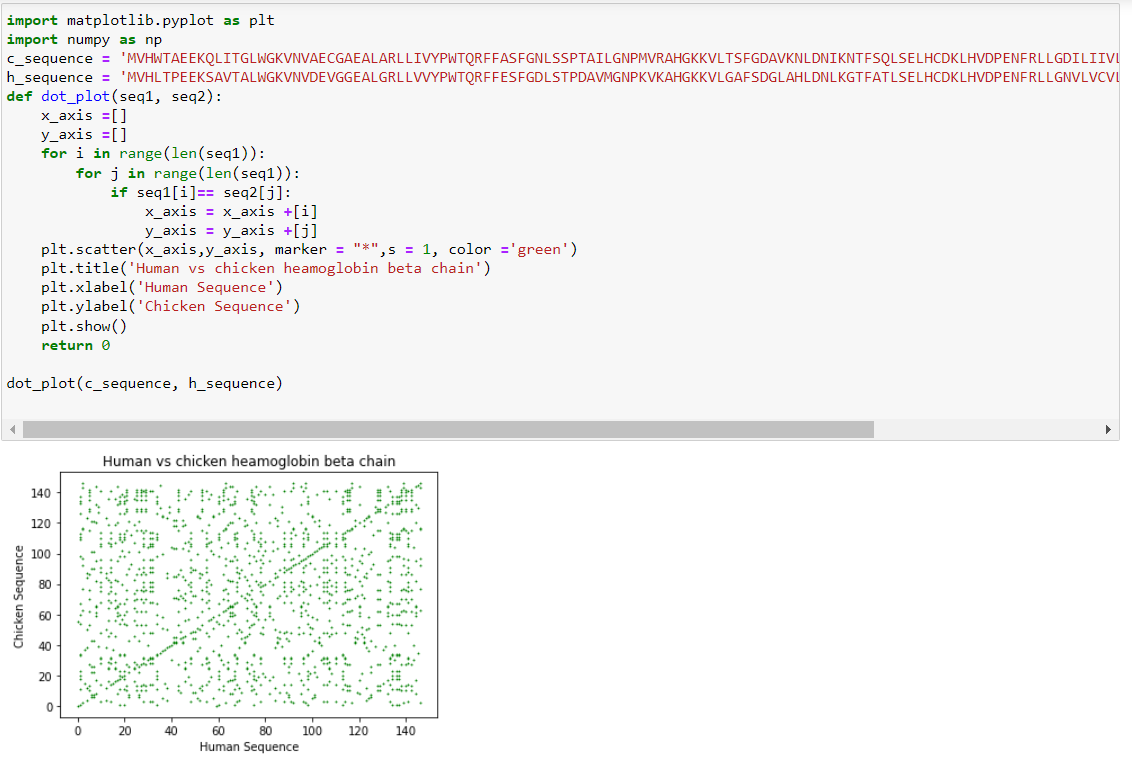 import matplotlib.pyplot as plt
import numpy as np
c_sequence = 'MVHWTAEEKQLITGLWGKVNVAECGAEALARLLIVYPWTQRFFASFGNLSSPTAILGNPMVRAHGKKVLTSFGDAVKNLDNIKNTFSQLSELHCDKLHVDPENFRLLGDILIIVL
h_sequence = 'MVHLTPEEKSAVTALWGKVNVDEVGGEALGRLLVVYPWTQRFFESFGDLSTPDAVMGNPKVKAHGKKVLGAFSDGLAHLDNLKGTFATLSELHCDKLHVDPENFRLLGNVLVCVL
def dot_plot(seq1, seq2):
    x_axis =[]
    y_axis =[]
    for i in range(len(seq1)):
        for j in range(len(seq1)):
            if seq1[i]== seq2[j]:
                x_axis = x_axis +[i]
                y_axis = y_axis +[j]
    plt.scatter(x_axis,y_axis, marker = "*",s = 1, color ='green')
    plt.title('Human vs chicken heamoglobin beta chain')
    plt.xlabel('Human Sequence')
    plt.ylabel('Chicken Sequence')
    plt.show()
    return 0
dot_plot(c_sequence, h_sequence)
Human vs chicken heamoglobin beta chain
Chicken Sequence
140
120
100
80
60
40
20
0
0 20 40 60 80 100 120 140
Human Sequence